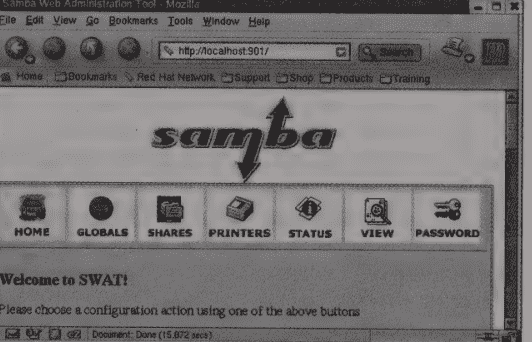 Samba Web Administration Tool - Mozilla
File Edit View Go Bookmarks Tools Window Help
http://localhost:901/ Search
Home Bookmarks Red Hat Network Support Shop Products Training
samba
HOME GLOBALS SHARES PRINTERS STATUS VIEW PASSWORD
Welcome to SWAT!
Please choose a configuration action using one of the above buttons
Document: Done (15.872 secs)